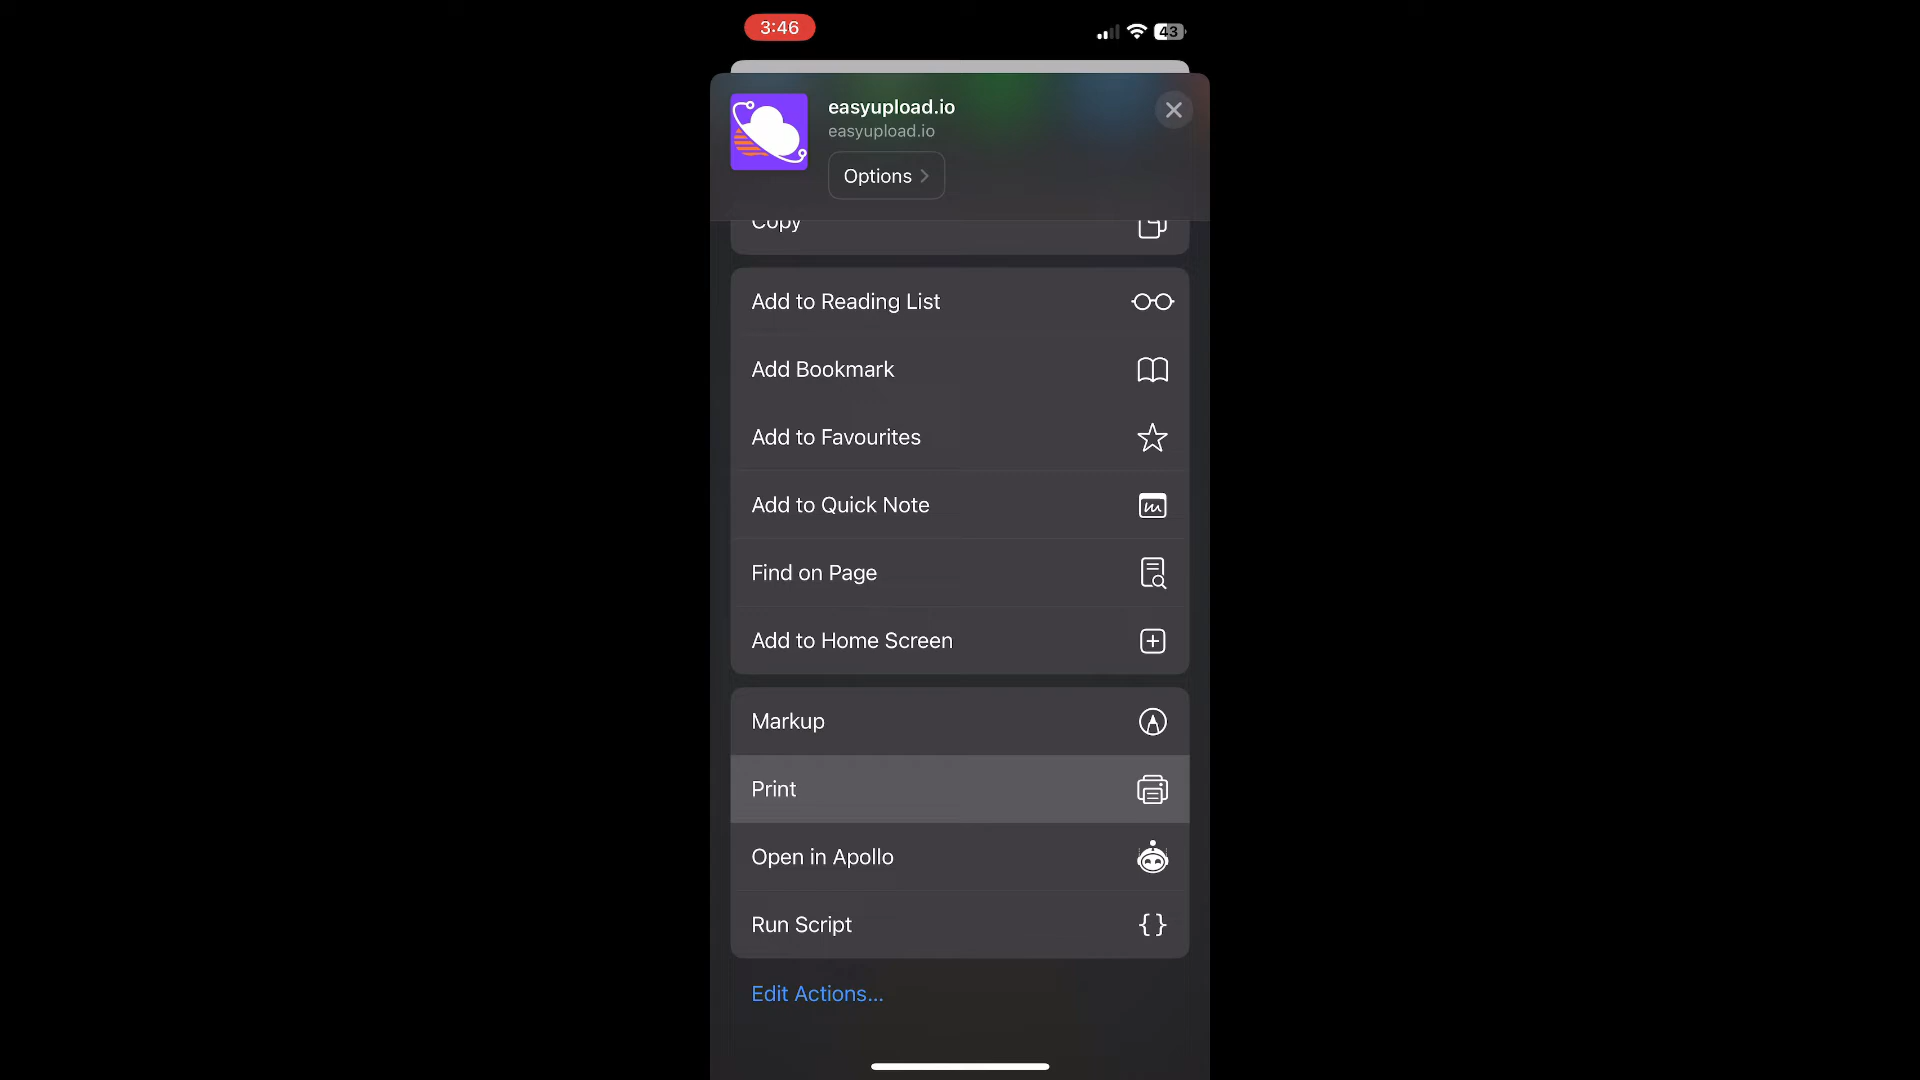 3:46
43
easyupload.io
easyupload.io
Options
Copy
Add to Reading List
Add Bookmark
Add to Favourites
Add to Quick Note
Find on Page
Add to Home Screen
Markup
Print
Open in Apollo
Run Script
Edit Actions...